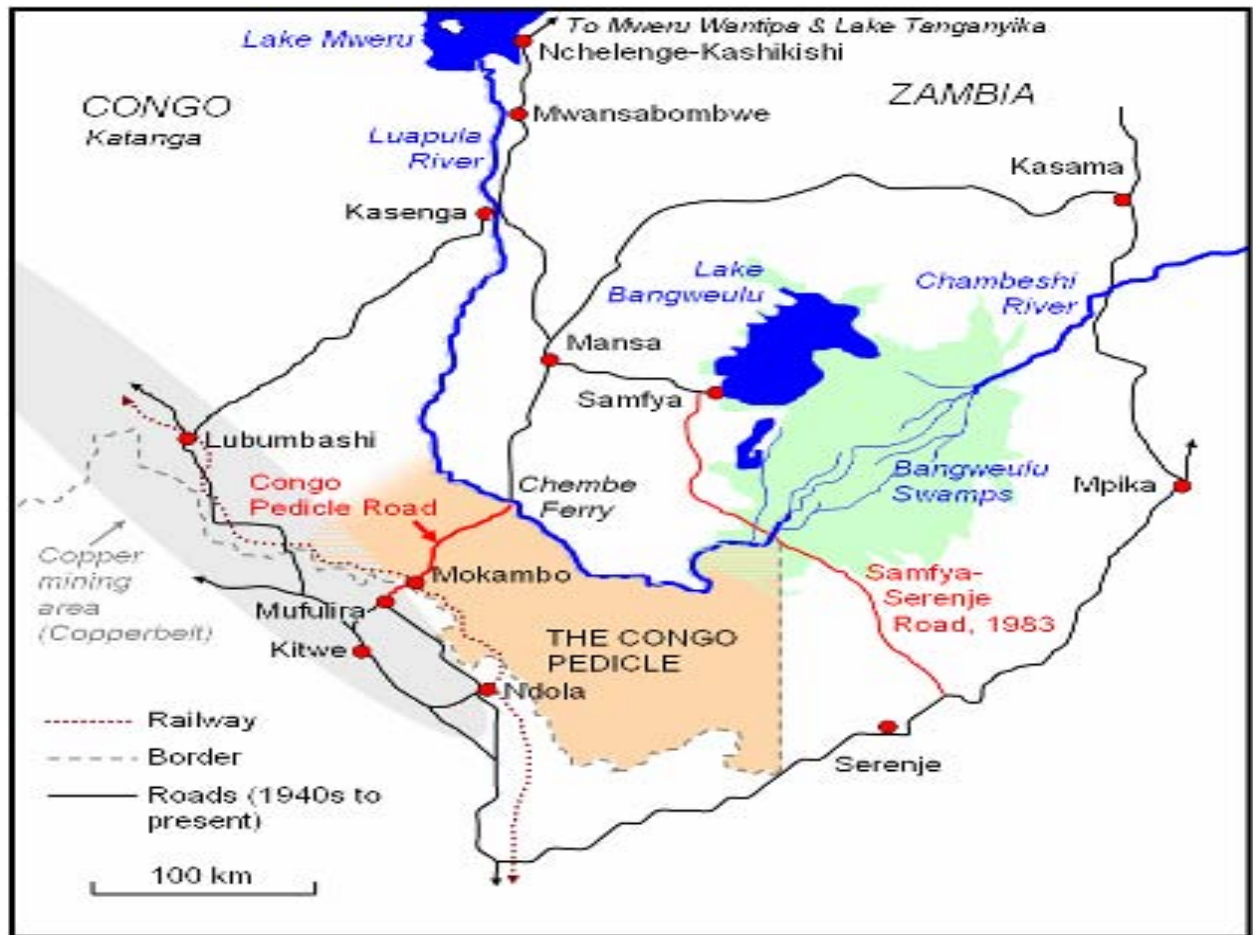 To Mweru Wantipa & Lake Tanganyika
Lake Mweru
Nchelenge-Kashikishi
CONGO
Katanga
ZAMBIA
Mwansabombwe
Luapula
River
Kasama
Kasenga
Lake
Bangweulu
Chambeshi
River
Mansa
Samfya
Lubumbashi
Congo
Pedicle Road
Chembe
Ferry
Bangweulu
Swamps
Mpika
Copper
mining
area
(Copperbelt)
Mokambo
Samfya-
Serenje
Road, 1983
Mufulira
THE CONGO
PEDICLE
Kitwe
Ndola
Railway
Border
Serenje
Roads (1940s to
present)
100 km